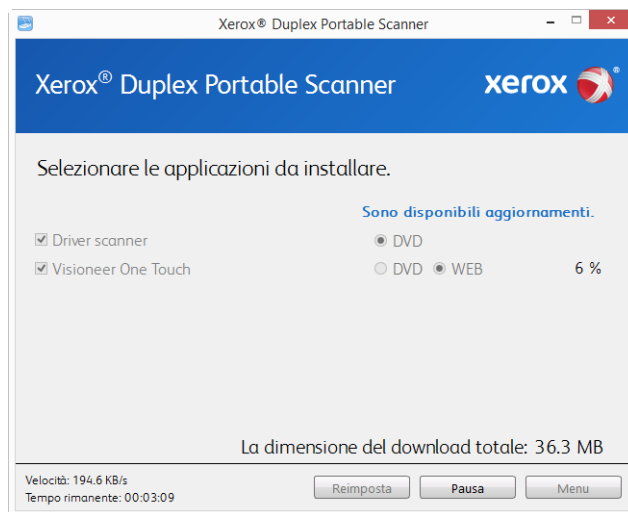 Xerox® Duplex Portable Scanner
Xerox® Duplex Portable Scanner xerox®
Selezionare le applicazioni da installare.
Sono disponibili aggiornamenti.
Driver scanner DVD
Visioneer One Touch DVD WEB 6 %
La dimensione del download totale: 36.3 MB
Velocità: 194.6 KB/s
Tempo rimanente: 00:03:09
Reimposta Pausa Menu